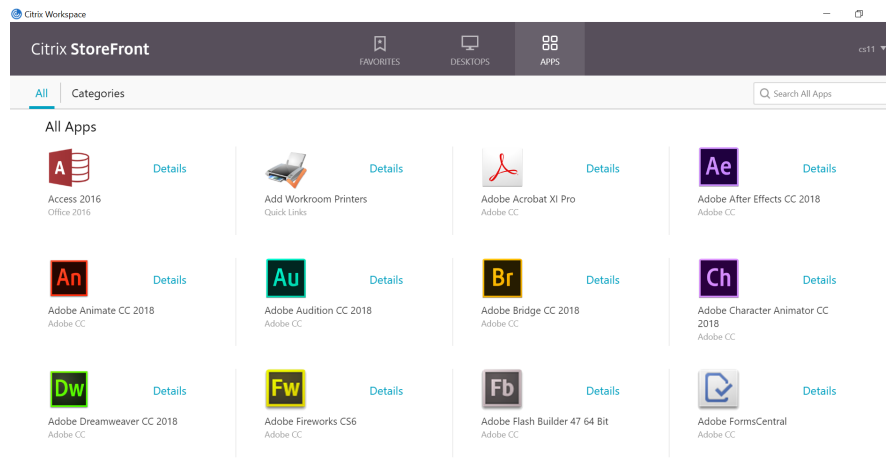 Citrix Workspace
Citrix StoreFront
FAVORITES
DESKTOPS
APPS
cs11
All
Categories
Search All Apps
All Apps
A
Details
Access 2016
Office 2016
Details
Add Workroom Printers
Quick Links
Details
Adobe Acrobat XI Pro
Adobe CC
Ae
Details
Adobe After Effects CC 2018
Adobe CC
An
Details
Adobe Animate CC 2018
Adobe CC
Au
Details
Adobe Audition CC 2018
Adobe CC
Br
Details
Adobe Bridge CC 2018
Adobe CC
Ch
Details
Adobe Character Animator CC
2018
Adobe CC
Dw
Details
Adobe Dreamweaver CC 2018
Adobe CC
Fw
Details
Adobe Fireworks CS6
Adobe CC
Fb
Details
Adobe Flash Builder 47 64 Bit
Adobe CC
Details
Adobe FormsCentral
Adobe CC